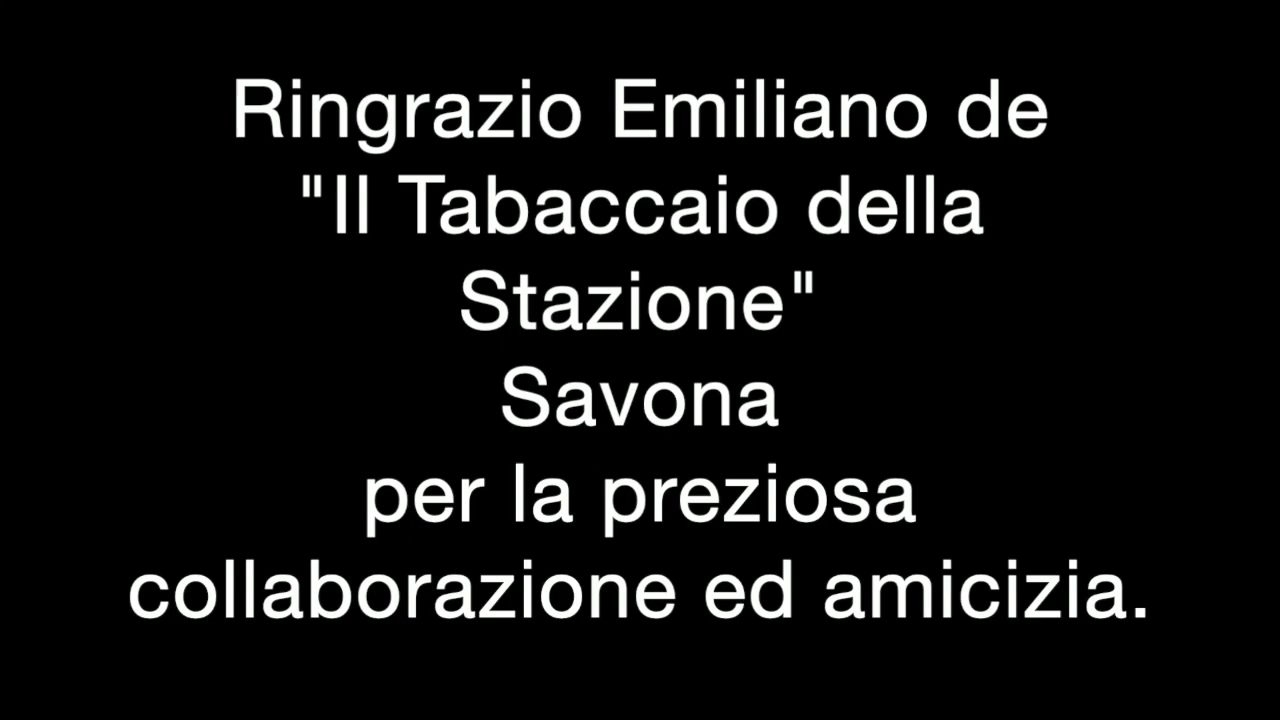 Ringrazio Emiliano de
"Il Tabaccaio della
Stazione"
Savona
per la preziosa
collaborazione ed amicizia.